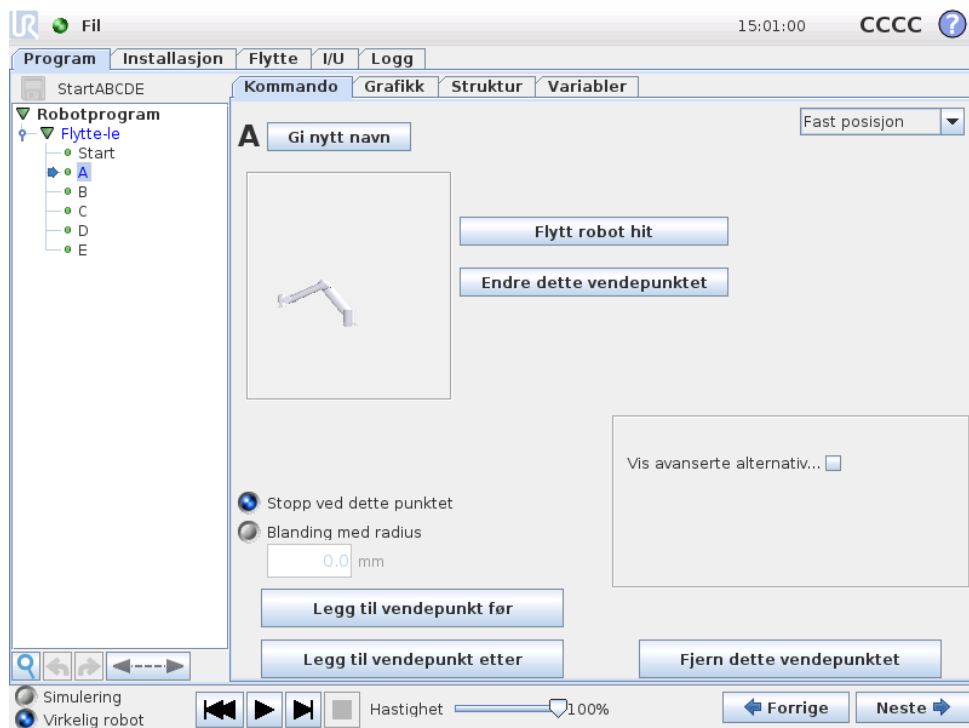 UR Fil 15:01:00 CCCC ?
Program Installasjon Flytte I/U Logg
StartABCDE
Kommando Grafikk Struktur Variabler
Robotprogram
Flytte-le
Start
A
B
C
D
E
A Gi nytt navn
Fast posisjon
Flytt robot hit
Endre dette vendepunktet
Vis avanserte alternativ...
Stopp ved dette punktet
Blanding med radius
0.0 mm
Legg til vendepunkt før
Legg til vendepunkt etter
Fjern dette vendepunktet
Simulering
Virkelig robot
Hastighet 100%
Forrige
Neste